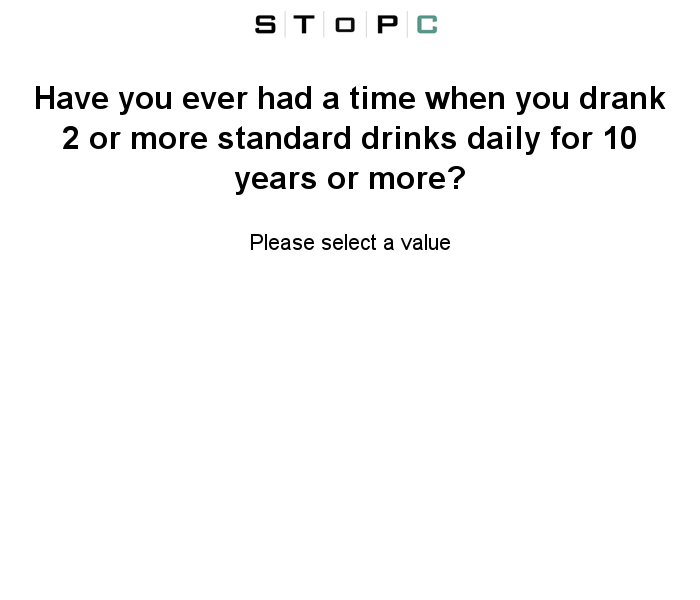 STOPC
Have you ever had a time when you drank
2 or more standard drinks daily for 10
years or more?
Please select a value